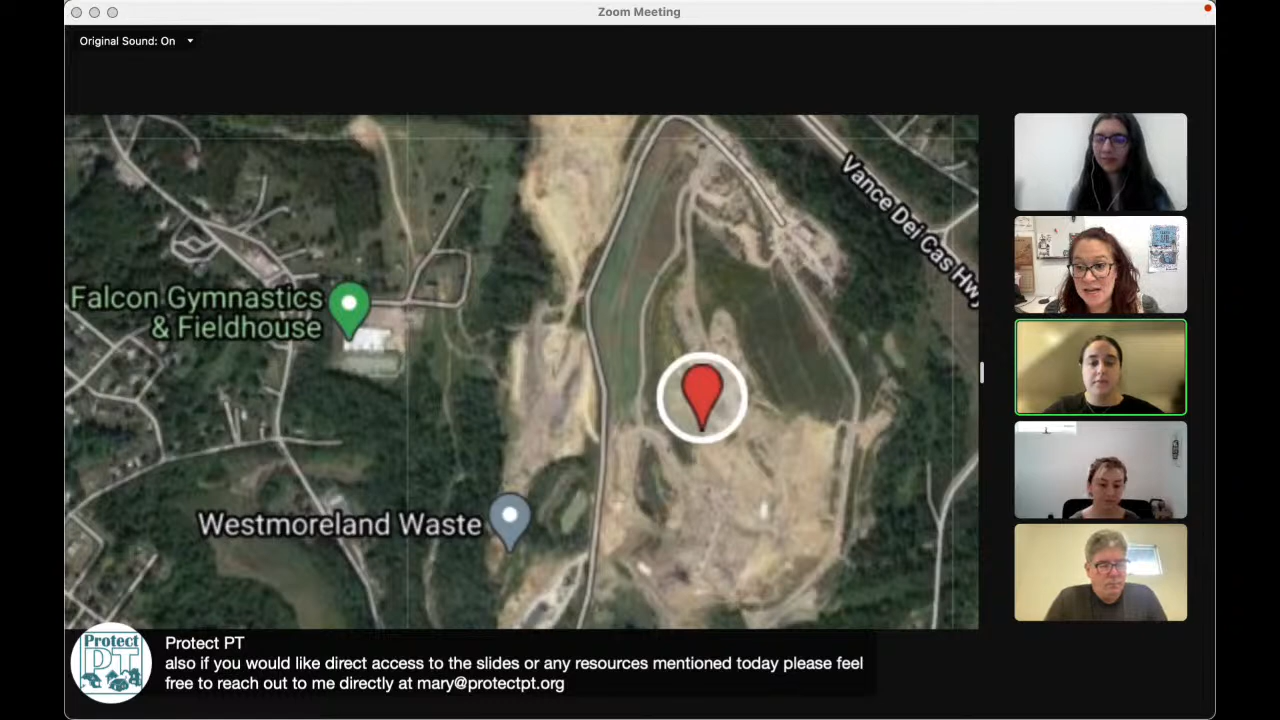 Zoom Meeting
Original Sound: On
Vance Dei Cas Hwy
Falcon Gymnastics
& Fieldhouse
Westmoreland Waste
Protect
PT
Protect PT
also if you would like direct access to the slides or any resources mentioned today please feel
free to reach out to me directly at mary@protectpt.org